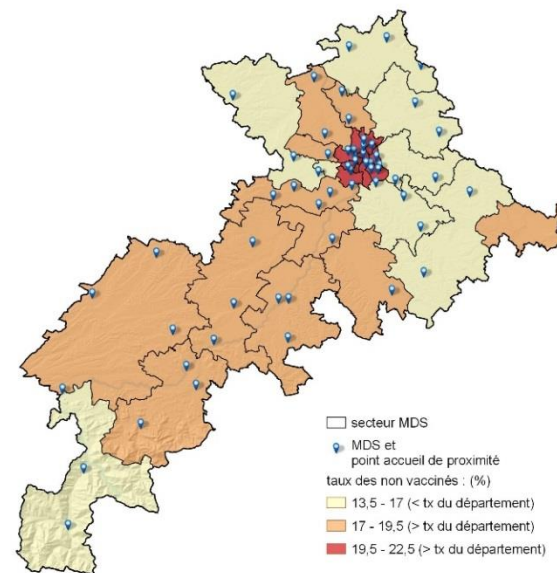 secteur MDS
MDS et
point accueil de proximité
taux des non vaccinés : (%)
13,5 - 17 (< tx du département)
17 - 19,5 (> tx du département)
19,5 - 22,5 (> tx du département)